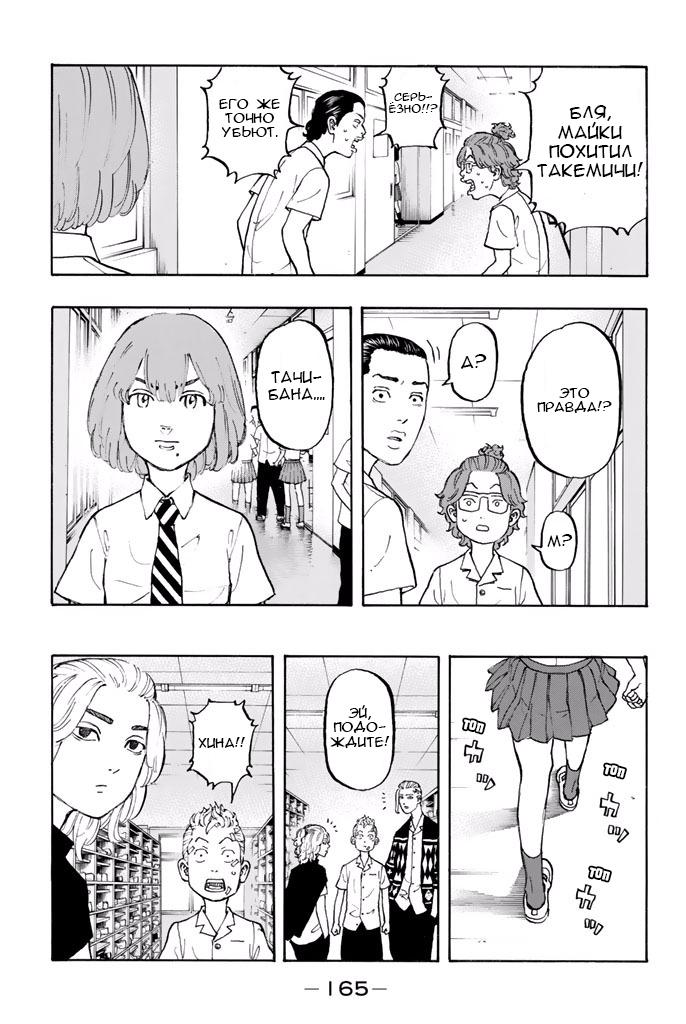 БЛЯ,
МАЙКИ
ПОХИТИЛ
ТАКЕМИЧИ!
СЕРЬ-
ЁЗНО!!?
ЕГО ЖЕ
ТОЧНО
УБЬЮТ.
ЭТО
ПРАВДА!?
А?
М?
ТАЧИ-
БАНА....
ТОП
ТОП
ТОП
ЭЙ,
ПОДО-
ЖДИТЕ!
ХИНА!!
—165—